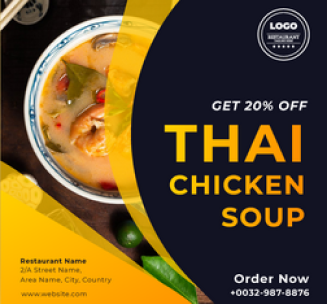 LOGO
RESTAURANT
GET 20% OFF
THAI
CHICKEN
SOUP
Restaurant Name
2/A Street Name,
Area Name, City, Country
www.website.com
Order Now
+0032-987-8876